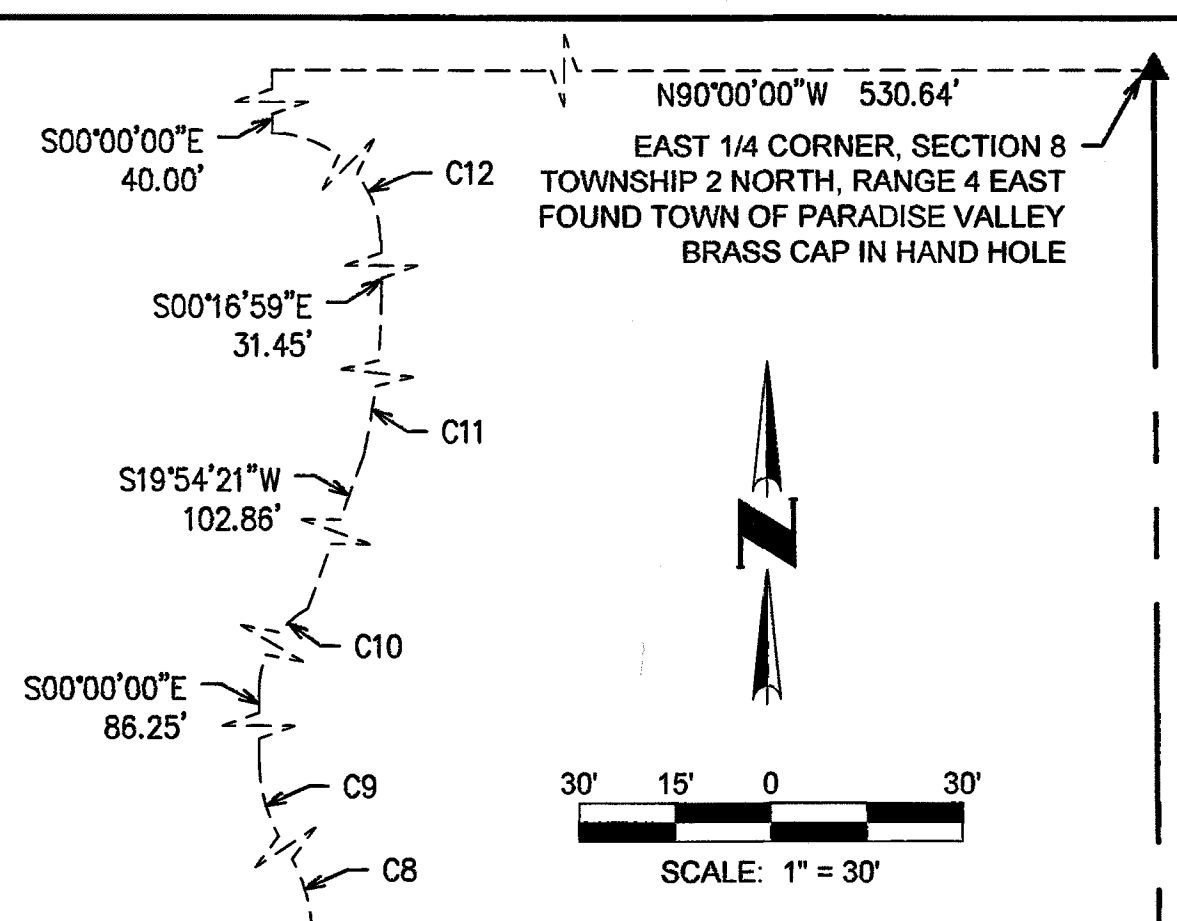 N90°00'00"W 530.64'
S00°00'00"E
40.00'
EAST 1/4 CORNER, SECTION 8
TOWNSHIP 2 NORTH, RANGE 4 EAST
FOUND TOWN OF PARADISE VALLEY
BRASS CAP IN HAND HOLE
C12
S00°16'59"E
31.45'
C11
S19°54'21"W
102.86'
N
C10
S00°00'00"E
86.25'
C9
30' 15' 0 30'
SCALE: 1" = 30'
C8